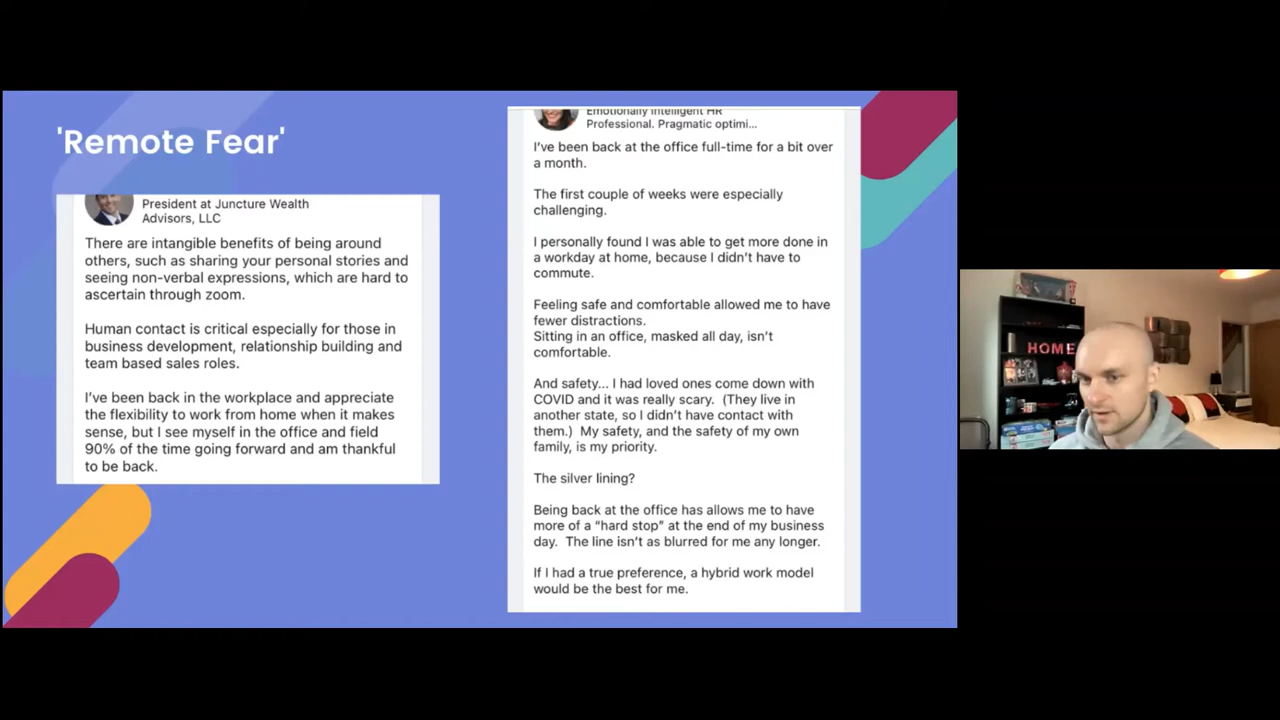 'Remote Fear'
President at Juncture Wealth
Advisors, LLC
There are intangible benefits of being around
others, such as sharing your personal stories and
seeing non-verbal expressions, which are hard to
ascertain through zoom.
Human contact is critical especially for those in
business development, relationship building and
team based sales roles.
I've been back in the workplace and appreciate
the flexibility to work from home when it makes
sense, but I see myself in the office and field
90% of the time going forward and am thankful
to be back.
Emotionally Intelligent HR
Professional. Pragmatic optimi...
I've been back at the office full-time for a bit over
a month.
The first couple of weeks were especially
challenging.
I personally found I was able to get more done in
a workday at home, because I didn't have to
commute.
Feeling safe and comfortable allowed me to have
fewer distractions.
Sitting in an office, masked all day, isn't
comfortable.
And safety... I had loved ones come down with
COVID and it was really scary.  (They live in
another state, so I didn't have contact with
them.)  My safety, and the safety of my own
family, is my priority.
The silver lining?
Being back at the office has allows me to have
more of a “hard stop” at the end of my business
day.  The line isn't as blurred for me any longer.
If I had a true preference, a hybrid work model
would be the best for me.
HOME